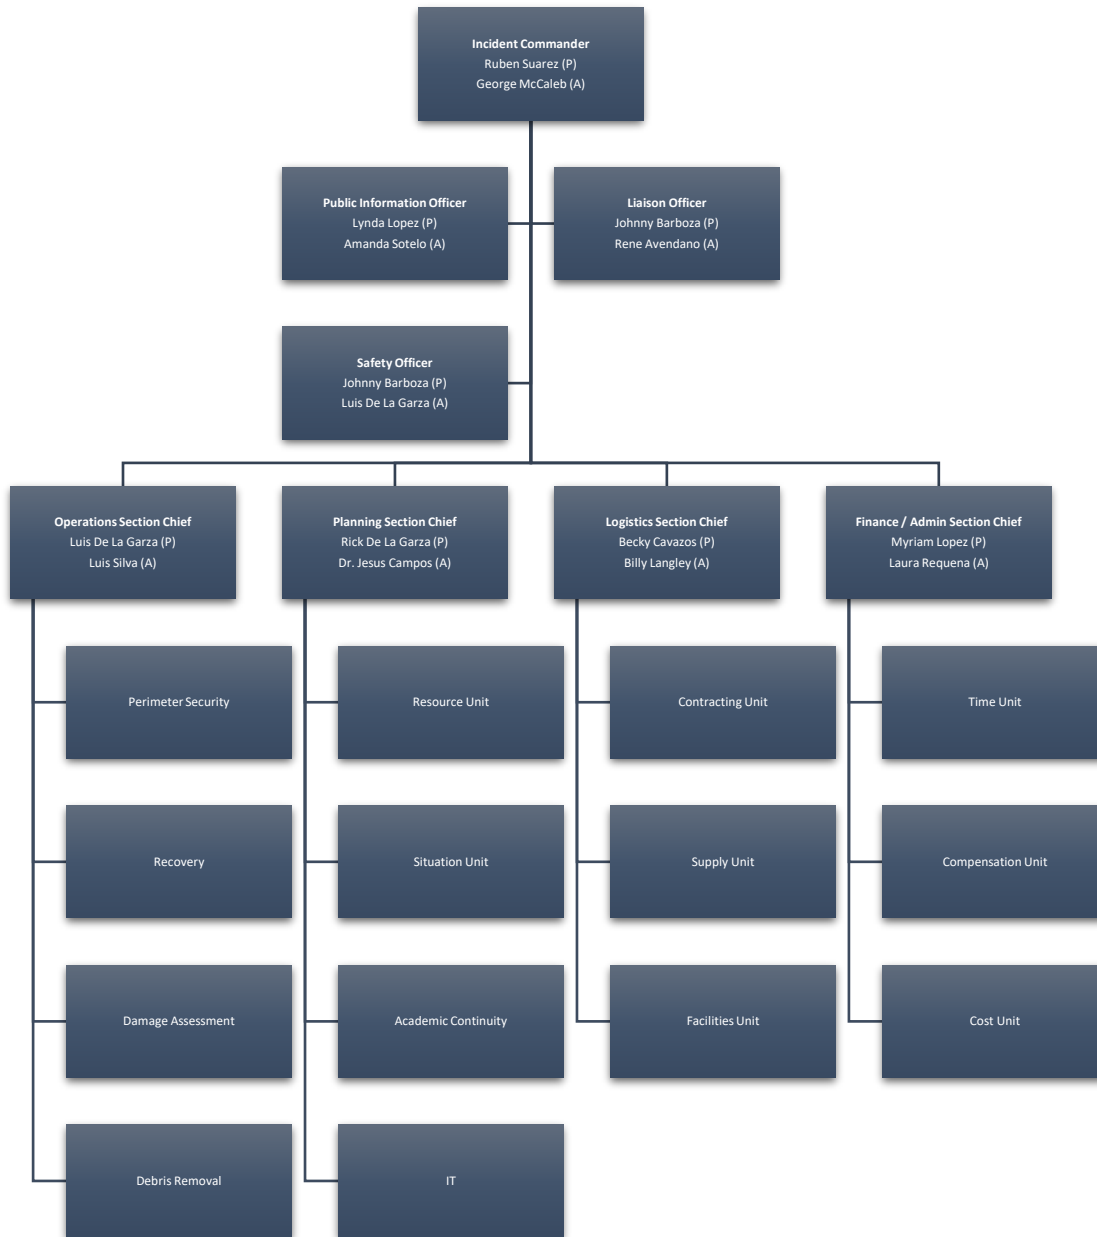 Incident Commander
Ruben Suarez (P)
George McCaleb (A)
Public Information Officer
Lynda Lopez (P)
Amanda Sotelo (A)
Liaison Officer
Johnny Barboza (P)
Rene Avendano (A)
Safety Officer
Johnny Barboza (P)
Luis De La Garza (A)
Operations Section Chief
Luis De La Garza (P)
Luis Silva (A)
Planning Section Chief
Rick De La Garza (P)
Dr. Jesus Campos (A)
Logistics Section Chief
Becky Cavazos (P)
Billy Langley (A)
Finance / Admin Section Chief
Myriam Lopez (P)
Laura Requena (A)
Perimeter Security
Resource Unit
Contracting Unit
Time Unit
Recovery
Situation Unit
Supply Unit
Compensation Unit
Damage Assessment
Academic Continuity
Facilities Unit
Cost Unit
Debris Removal
IT